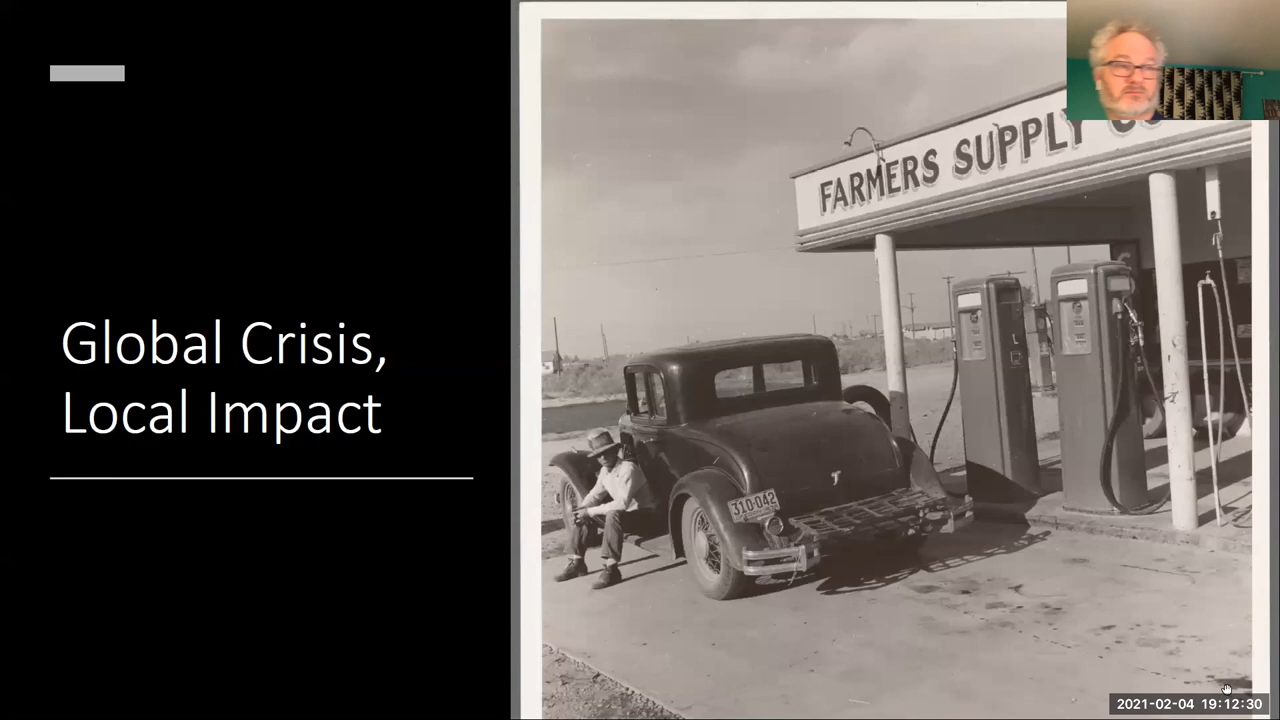 Global Crisis,
Local Impact
FARMERS SUPPLY
310·042
2021-02-04 19:12:30